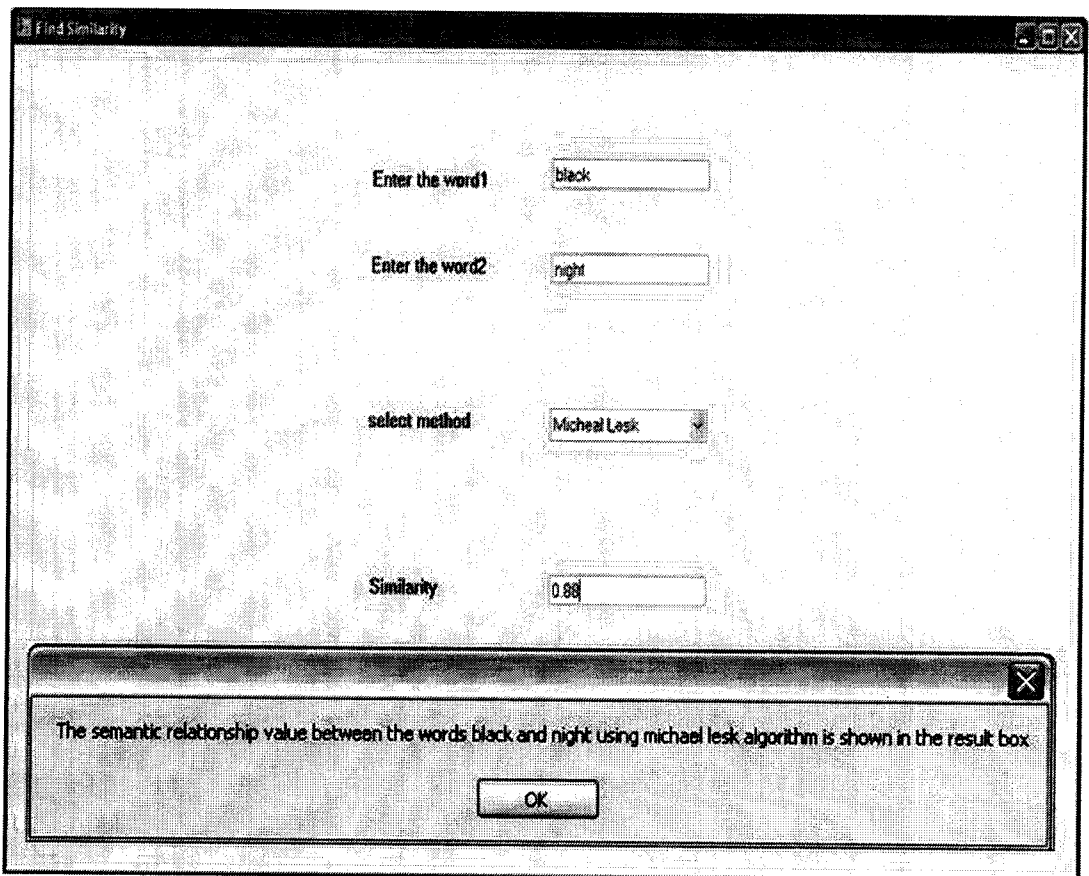 Find Similarity
Enter the word1 black
Enter the word2 night
select method Micheal Lesk
Similarity 0.88
The semantic relationship value between the words black and night using michael lesk algorithm is shown in the result box
OK